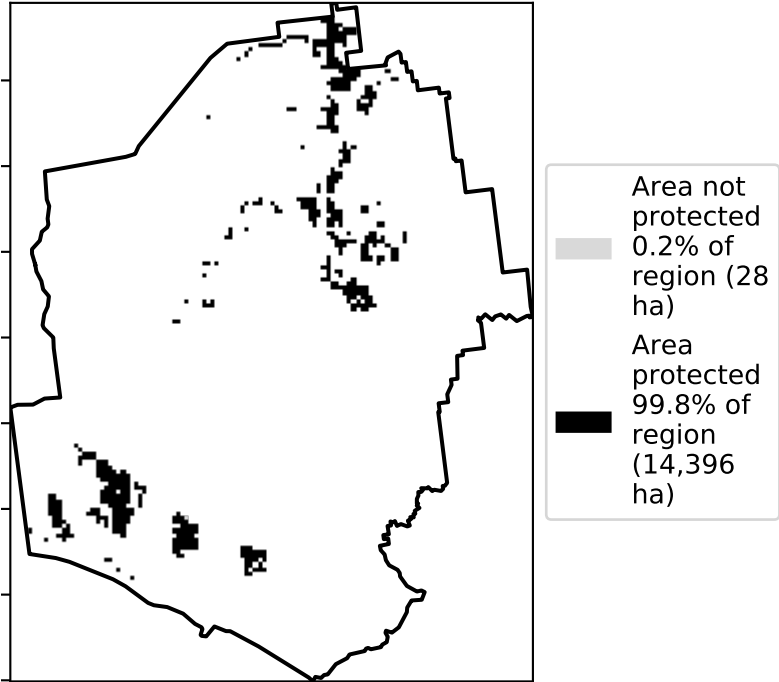 Area not
protected
0.2% of
region (28
ha)
Area
protected
99.8% of
region
(14,396
ha)